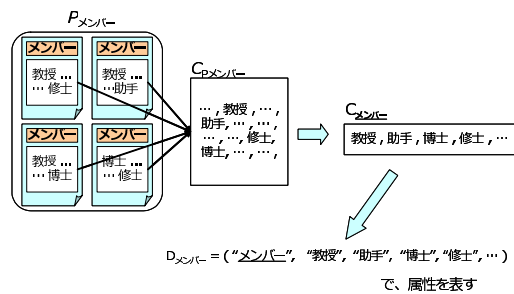 Pメンバー
メンバー
教授 …
… 修士
メンバー
教授 …
…助手
メンバー
教授 …
… 博士
メンバー
博士 …
… 修士
CPメンバー
… , 教授 , … ,
助手, … , … ,
… , …, 修士,
博士, … , … ,
Cメンバー
教授 , 助手 , 博士 , 修士 , …
Dメンバー = ( “メンバー”, “教授”, “助手”, “博士”, “修士”, … )
で、属性を表す